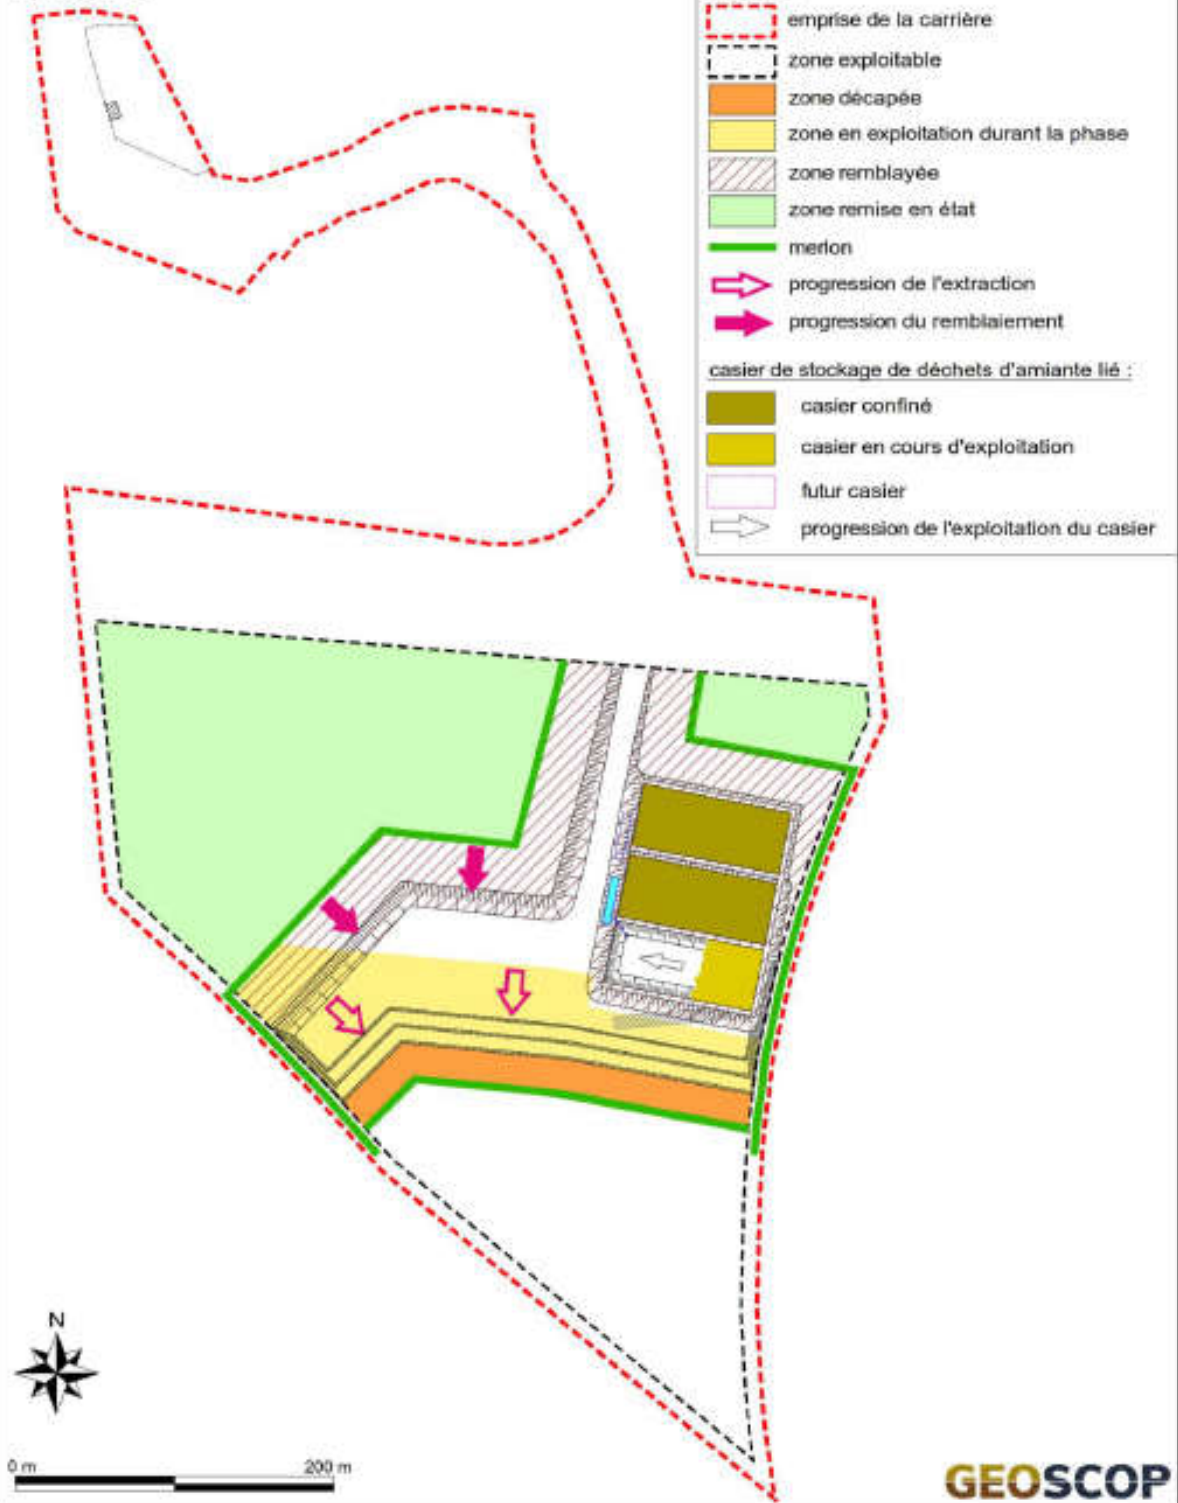 emprise de la carrière
zone exploitable
zone décapée
zone en exploitation durant la phase
zone remblayée
zone remise en état
merlon
progression de l'extraction
progression du remblaiement
casier de stockage de déchets d'amiante lié :
casier confiné
casier en cours d'exploitation
futur casier
progression de l'exploitation du casier
N
0 m
200 m
GEOSCOP